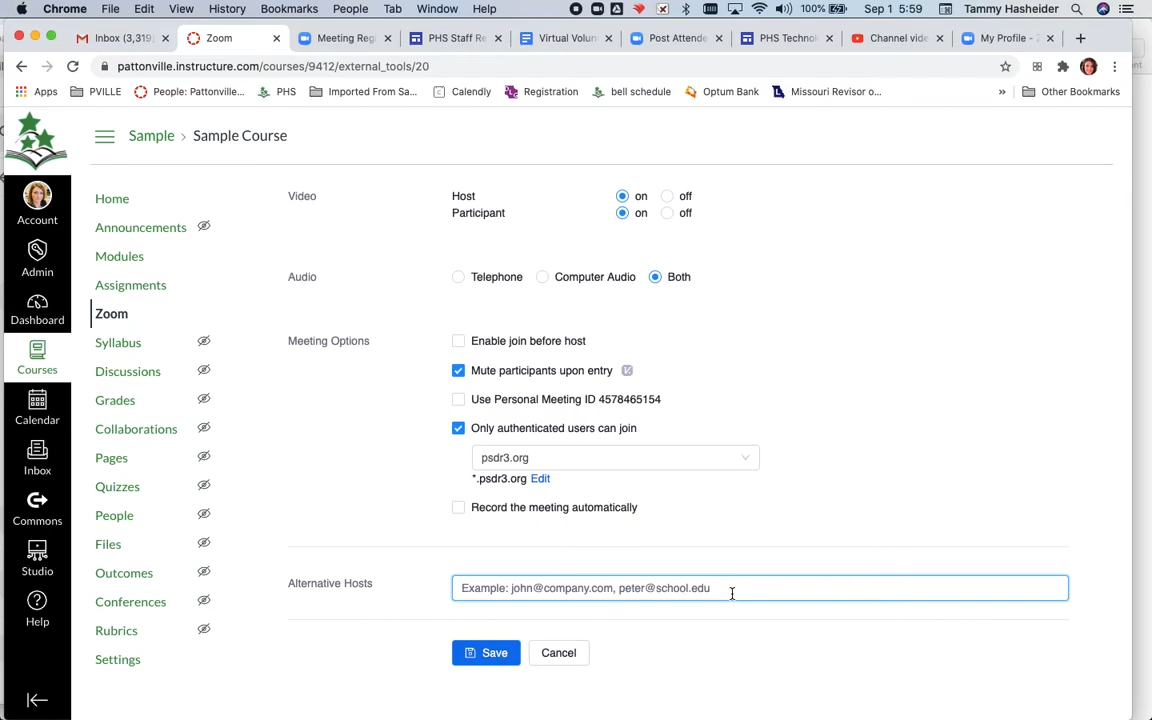 Chrome File Edit View History Bookmarks People Tab Window Help 100% Sep 1 5:59 Tammy Hasheider
Inbox (3,319 Zoom Meeting Reg PHS Staff Re Virtual Volun Post Attende PHS Techno Channel vide My Profile - Z
pattonville.instructure.com/courses/9412/external_tools/20
Apps PVILLE People: Pattonville... PHS Imported From Sa... Calendly Registration bell schedule Optum Bank Missouri Revisor o... » Other Bookmarks
Sample > Sample Course
Account
Admin
Dashboard
Courses
Calendar
Inbox
Commons
Studio
Help
Home
Announcements
Modules
Assignments
Zoom
Syllabus
Discussions
Grades
Collaborations
Pages
Quizzes
People
Files
Outcomes
Conferences
Rubrics
Settings
Video Host on off
Participant on off
Audio Telephone Computer Audio Both
Meeting Options Enable join before host
Mute participants upon entry
Use Personal Meeting ID 4578465154
Only authenticated users can join
psdr3.org
*.psdr3.org Edit
Record the meeting automatically
Alternative Hosts Example: john@company.com, peter@school.edu
Save Cancel